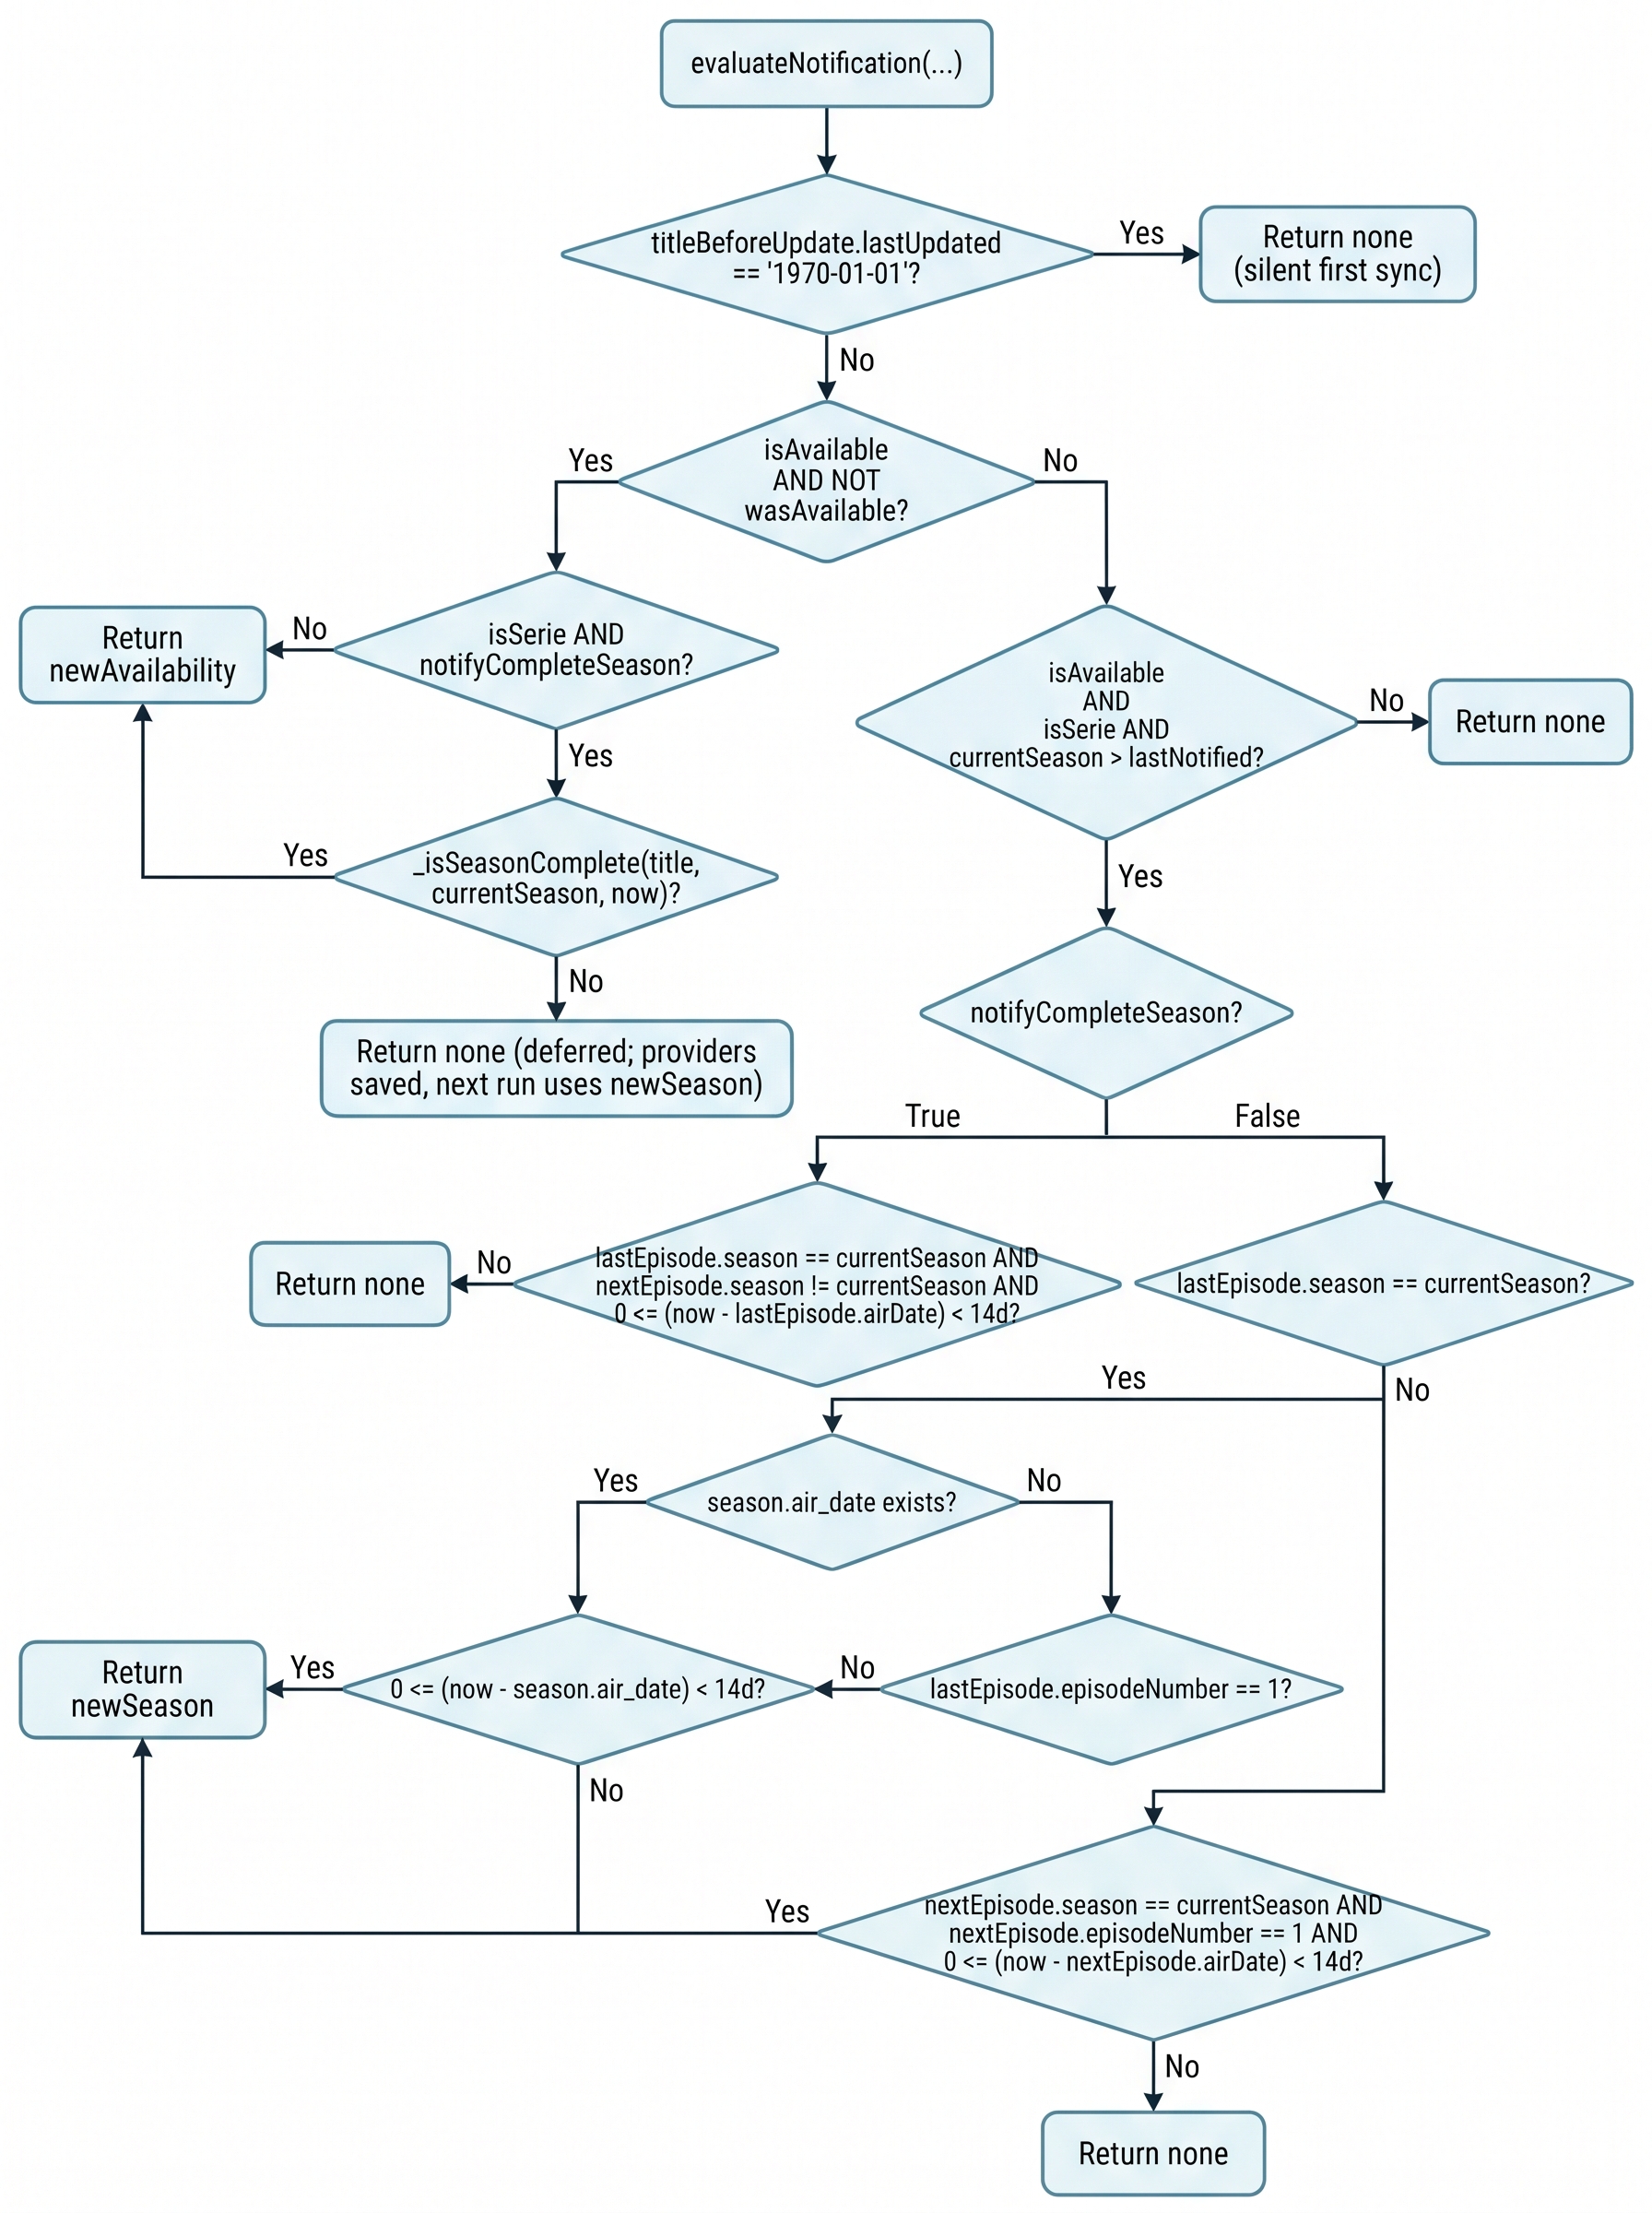 evaluateNotification(...)
titleBeforeUpdate.lastUpdated
== '1970-01-01'?
Yes
Return none
(silent first sync)
No
isAvailable
AND NOT
wasAvailable?
Yes
No
isSerie AND
notifyCompleteSeason?
No
Return
newAvailability
Yes
_isSeasonComplete(title,
currentSeason, now)?
Yes
No
Return none (deferred; providers
saved, next run uses newSeason)
isAvailable
AND
isSerie AND
currentSeason > lastNotified?
No
Return none
Yes
notifyCompleteSeason?
True
False
lastEpisode.season == currentSeason AND
nextEpisode.season != currentSeason AND
0 <= (now - lastEpisode.airDate) < 14d?
No
Return none
lastEpisode.season == currentSeason?
Yes
No
season.air_date exists?
Yes
No
0 <= (now - season.air_date) < 14d?
Yes
Return
newSeason
No
lastEpisode.episodeNumber == 1?
No
nextEpisode.season == currentSeason AND
nextEpisode.episodeNumber == 1 AND
0 <= (now - nextEpisode.airDate) < 14d?
Yes
No
Return none